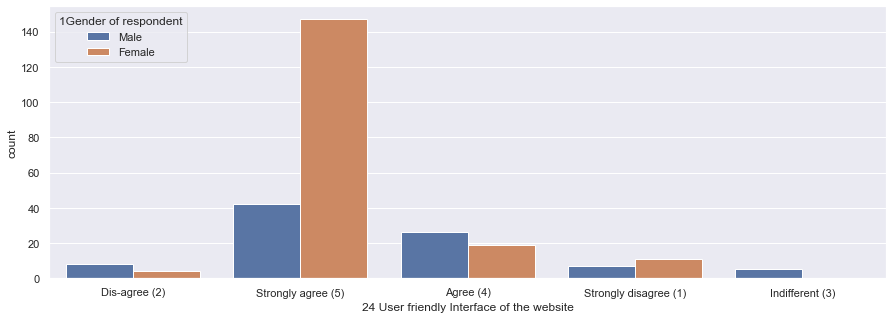 1Gender of respondent
Male
Female
140
120
100
80
60
40
20
0
count
Dis-agree (2) Strongly agree (5) Agree (4) Strongly disagree (1) Indifferent (3)
24 User friendly Interface of the website